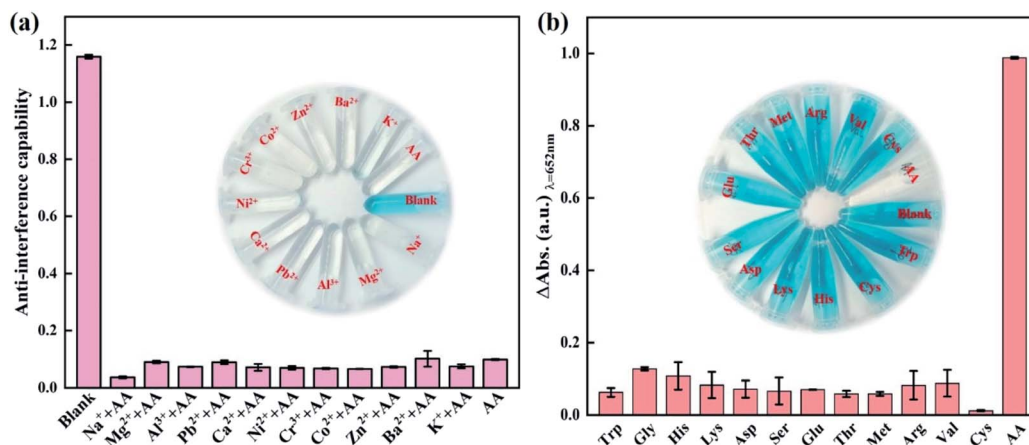 (a)
Anti-interference capability
1.2
1.0
0.8
0.6
0.4
0.2
0.0
Ba²⁺
K⁺
AA
Blank
Na⁺
Mg²⁺
Al³⁺
Pb²⁺
Ca²⁺
Ni²⁺
Cr³⁺
Co²⁺
Zn²⁺
Blank
Na⁺+AA
Mg²⁺+AA
Al³⁺+AA
Pb²⁺+AA
Ca²⁺+AA
Ni²⁺+AA
Cr³⁺+AA
Co²⁺+AA
Zn²⁺+AA
Ba²⁺+AA
K⁺+AA
AA
(b)
ΔAbs. (a.u.) λ=652nm
1.0
0.8
0.6
0.4
0.2
0.0
Arg
Val
AA
Blank
Trp
Cys
His
Lys
Asp
Ser
Glu
Thr
Met
Trp
Gly
His
Lys
Asp
Ser
Glu
Thr
Met
Arg
Val
Cys
AA